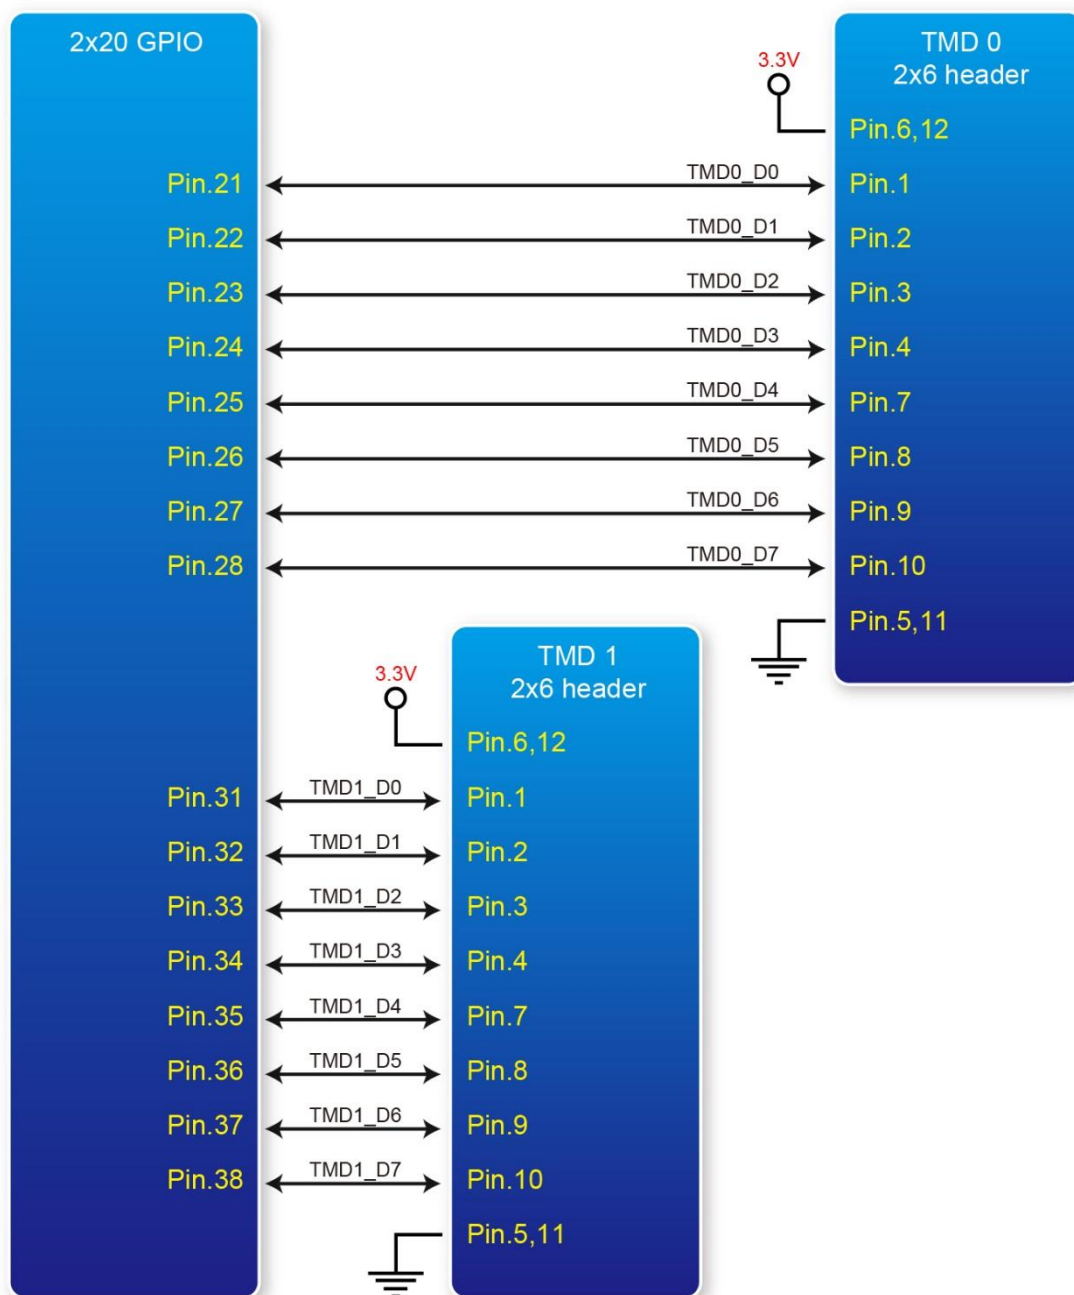 2x20 GPIO
TMD 0
2x6 header
3.3V
Pin.6,12
Pin.21
TMD0_D0
Pin.1
Pin.22
TMD0_D1
Pin.2
Pin.23
TMD0_D2
Pin.3
Pin.24
TMD0_D3
Pin.4
Pin.25
TMD0_D4
Pin.7
Pin.26
TMD0_D5
Pin.8
Pin.27
TMD0_D6
Pin.9
Pin.28
TMD0_D7
Pin.10
Pin.5,11
TMD 1
2x6 header
3.3V
Pin.6,12
Pin.31
TMD1_D0
Pin.1
Pin.32
TMD1_D1
Pin.2
Pin.33
TMD1_D2
Pin.3
Pin.34
TMD1_D3
Pin.4
Pin.35
TMD1_D4
Pin.7
Pin.36
TMD1_D5
Pin.8
Pin.37
TMD1_D6
Pin.9
Pin.38
TMD1_D7
Pin.10
Pin.5,11